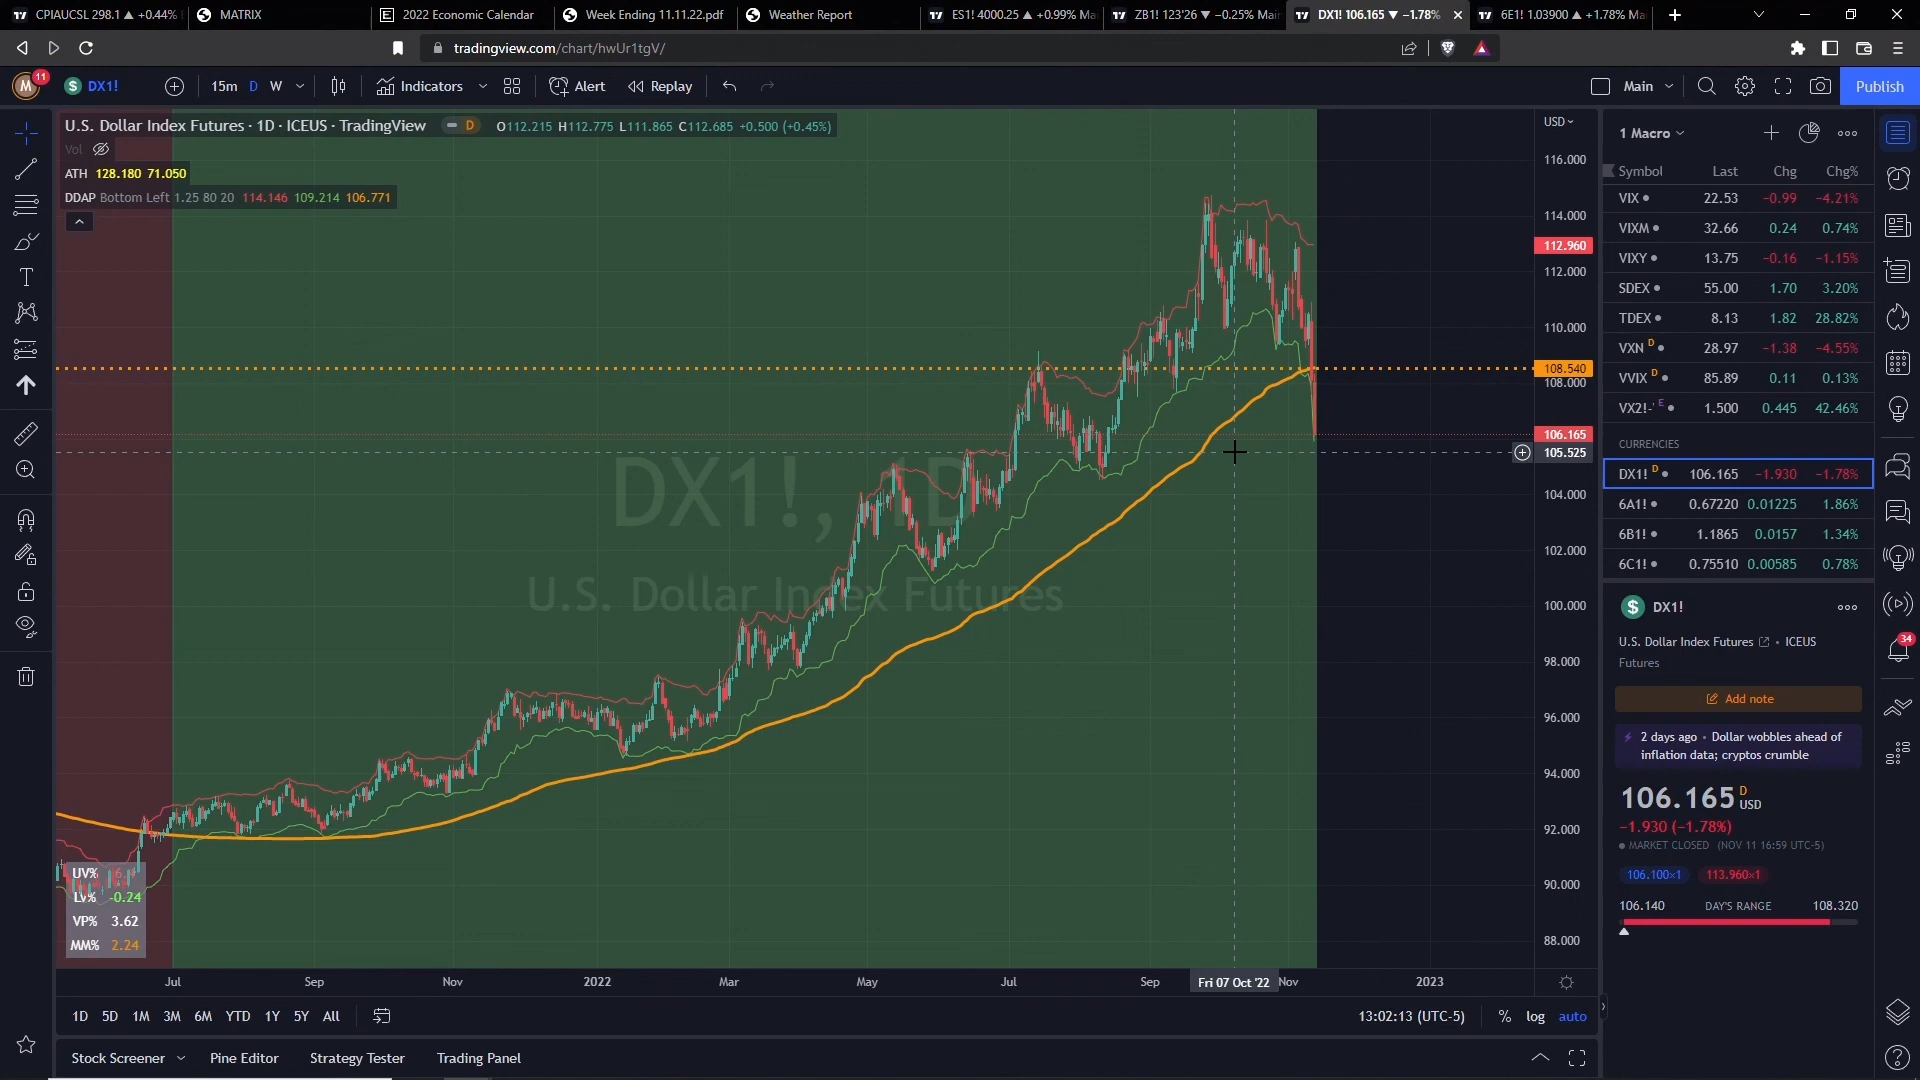 CPIAUCSL 298.1 ▲ +0.44%
MATRIX
2022 Economic Calendar
Week Ending 11.11.22.pdf
Weather Report
ES1! 4000.25 ▲ +0.99% Mai
ZB1! 123'26 ▼ −0.25% Main
DX1! 106.165 ▼ −1.78%
6E1! 1.03900 ▲ +1.78% Ma
tradingview.com/chart/hwUr1tgV/
M 11 DX1! 15m D W Indicators Alert Replay Main Publish
U.S. Dollar Index Futures · 1D · ICEUS · TradingView D O112.215 H112.775 L111.865 C112.685 +0.500 (+0.45%)
Vol
ATH 128.180 71.050
DDAP Bottom Left 1.25 80 20 114.146 109.214 106.771
DX1!, 1D
U.S. Dollar Index Futures
UV%
LV% -0.24
VP% 3.62
MM% 2.24
USD
116.000
114.000
112.960
112.000
110.000
108.540
108.000
106.165
105.525
104.000
102.000
100.000
98.000
96.000
94.000
92.000
90.000
88.000
Jul Sep Nov 2022 Mar May Jul Sep Fri 07 Oct '22 Nov 2023
1D 5D 1M 3M 6M YTD 1Y 5Y All 13:02:13 (UTC-5) % log auto
Stock Screener Pine Editor Strategy Tester Trading Panel
1 Macro
Symbol Last Chg Chg%
VIX 22.53 −0.99 −4.21%
VIXM 32.66 0.24 0.74%
VIXY 13.75 −0.16 −1.15%
SDEX 55.00 1.70 3.20%
TDEX 8.13 1.82 28.82%
VXN D 28.97 −1.38 −4.55%
VVIX D 85.89 0.11 0.13%
VX2!-' E 1.500 0.445 42.46%
CURRENCIES
DX1! D 106.165 −1.930 −1.78%
6A1! 0.67220 0.01225 1.86%
6B1! 1.1865 0.0157 1.34%
6C1! 0.75510 0.00585 0.78%
DX1!
U.S. Dollar Index Futures • ICEUS
Futures
Add note
2 days ago • Dollar wobbles ahead of
inflation data; cryptos crumble
106.165 D USD
−1.930 (−1.78%)
MARKET CLOSED (NOV 11 16:59 UTC-5)
106.100×1 113.960×1
106.140 DAY'S RANGE 108.320
34